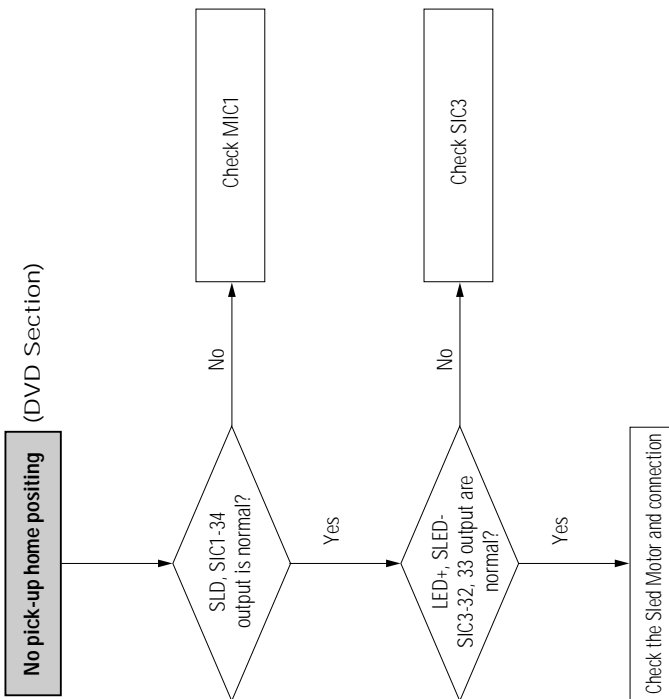 (DVD Section)
No pick-up home positing
SLD, SIC1-34
output is normal?
No
Check MIC1
Yes
LED+, SLED-
SIC3-32, 33 output are
normal?
No
Check SIC3
Yes
Check the Sled Motor and connection